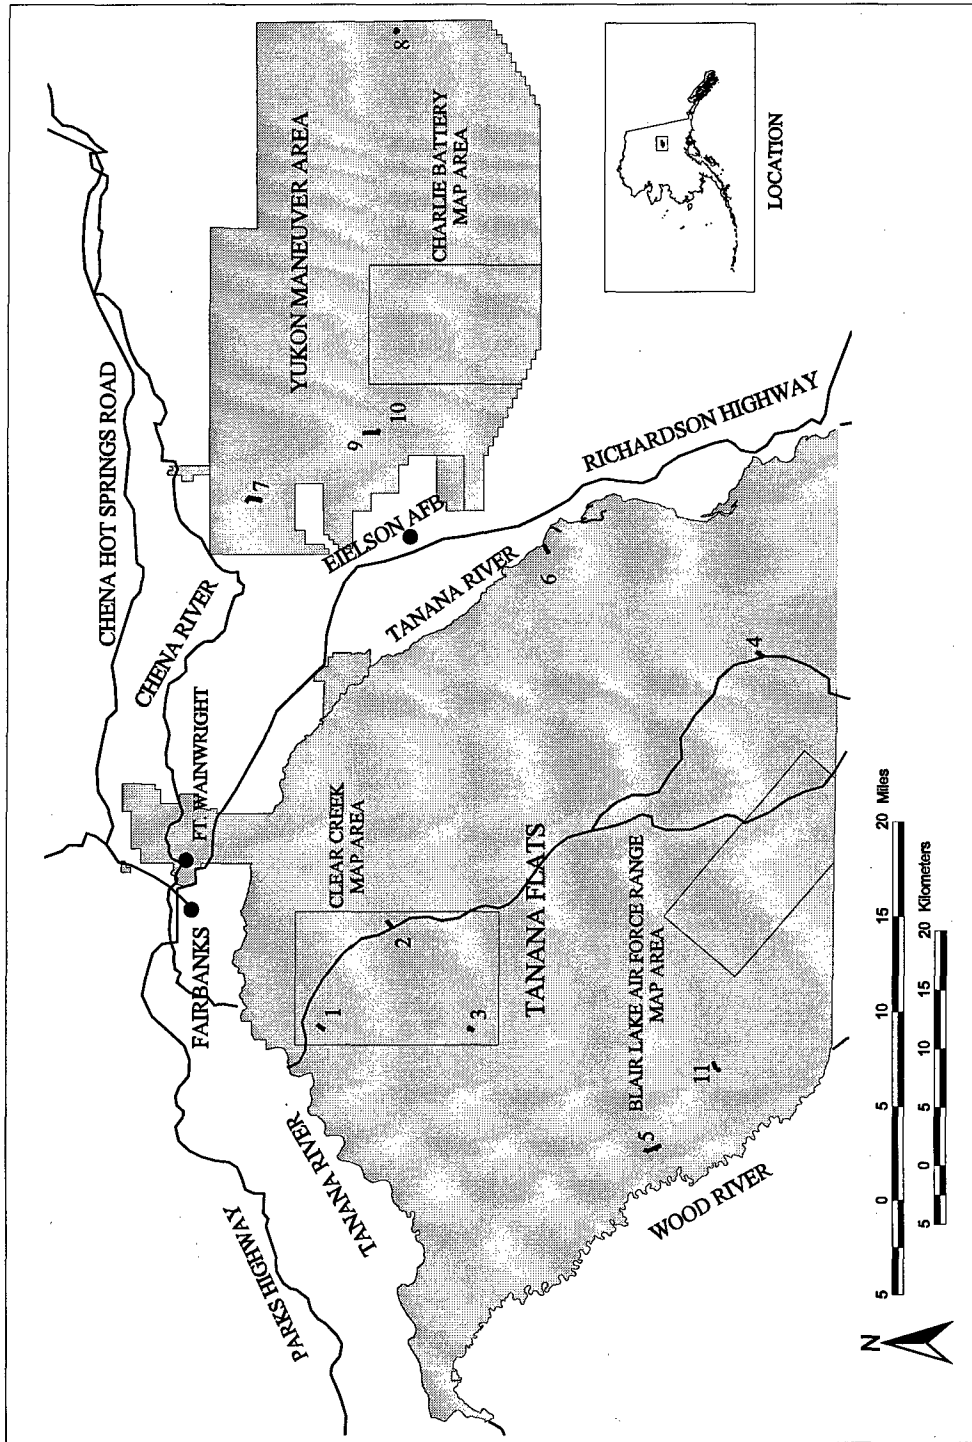 CHENA HOT SPRINGS ROAD
CHENA RIVER
PARKS HIGHWAY
FAIRBANKS
FT. WAINWRIGHT
TANANA RIVER
CLEAR CREEK
MAP AREA
1
2
3
TANANA FLATS
BLAIR LAKE AIR FORCE RANGE
MAP AREA
5
11
WOOD RIVER
4
6
TANANA RIVER
EIELSON AFB
RICHARDSON HIGHWAY
7
9
10
YUKON MANEUVER AREA
CHARLIE BATTERY
MAP AREA
8
LOCATION
N
5 0 5 10 15 20 Miles
5 0 5 10 15 20 Kilometers